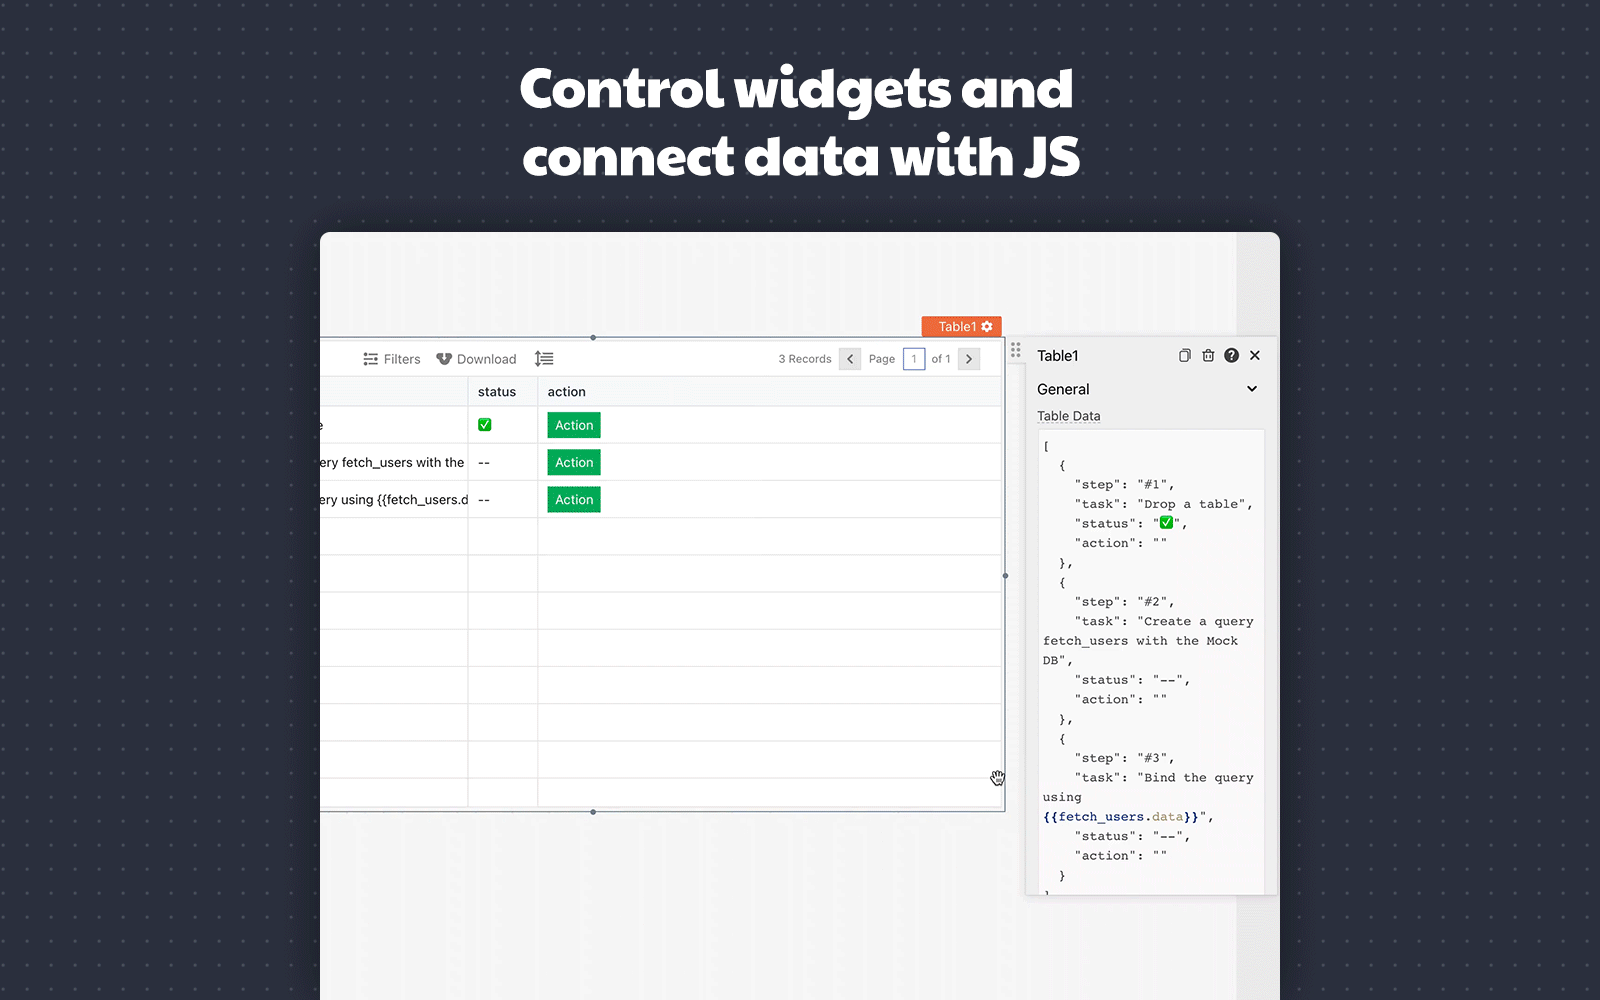 Control widgets and
connect data with JS
Table1
Filters Download 3 Records Page 1 of 1
status action
e ✅ Action
ery fetch_users with the -- Action
ery using {{fetch_users.d -- Action
Table1
General
Table Data
[
{
"step": "#1",
"task": "Drop a table",
"status": "✅",
"action": ""
},
{
"step": "#2",
"task": "Create a query
fetch_users with the Mock
DB",
"status": "--",
"action": ""
},
{
"step": "#3",
"task": "Bind the query
using
{{fetch_users.data}}",
"status": "--",
"action": ""
}